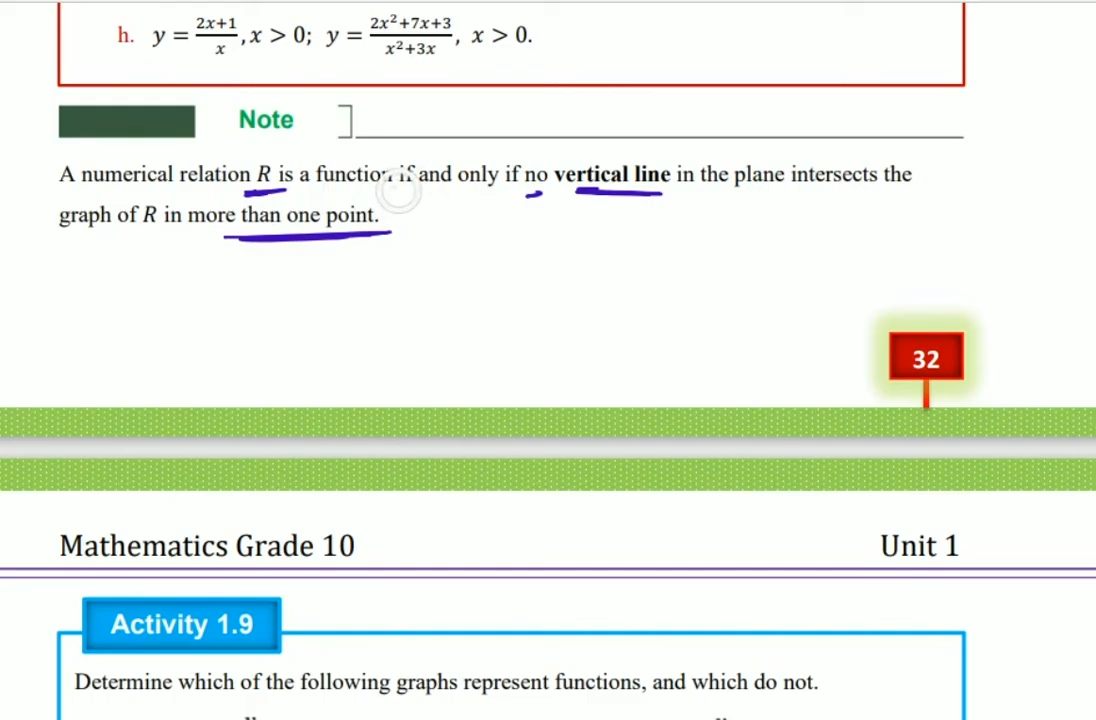 h. y = 2x+1/x, x > 0; y = 2x²+7x+3/x²+3x, x > 0.
Note
A numerical relation R is a function if and only if no vertical line in the plane intersects the
graph of R in more than one point.
32
Mathematics Grade 10 Unit 1
Activity 1.9
Determine which of the following graphs represent functions, and which do not.